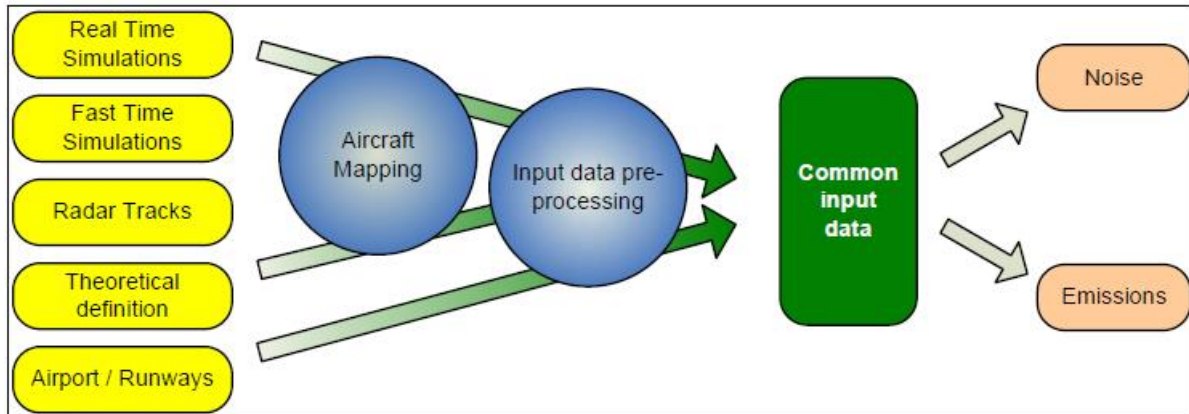 Real Time
Simulations
Fast Time
Simulations
Radar Tracks
Theoretical
definition
Airport / Runways
Aircraft
Mapping
Input data pre-
processing
Common
input
data
Noise
Emissions